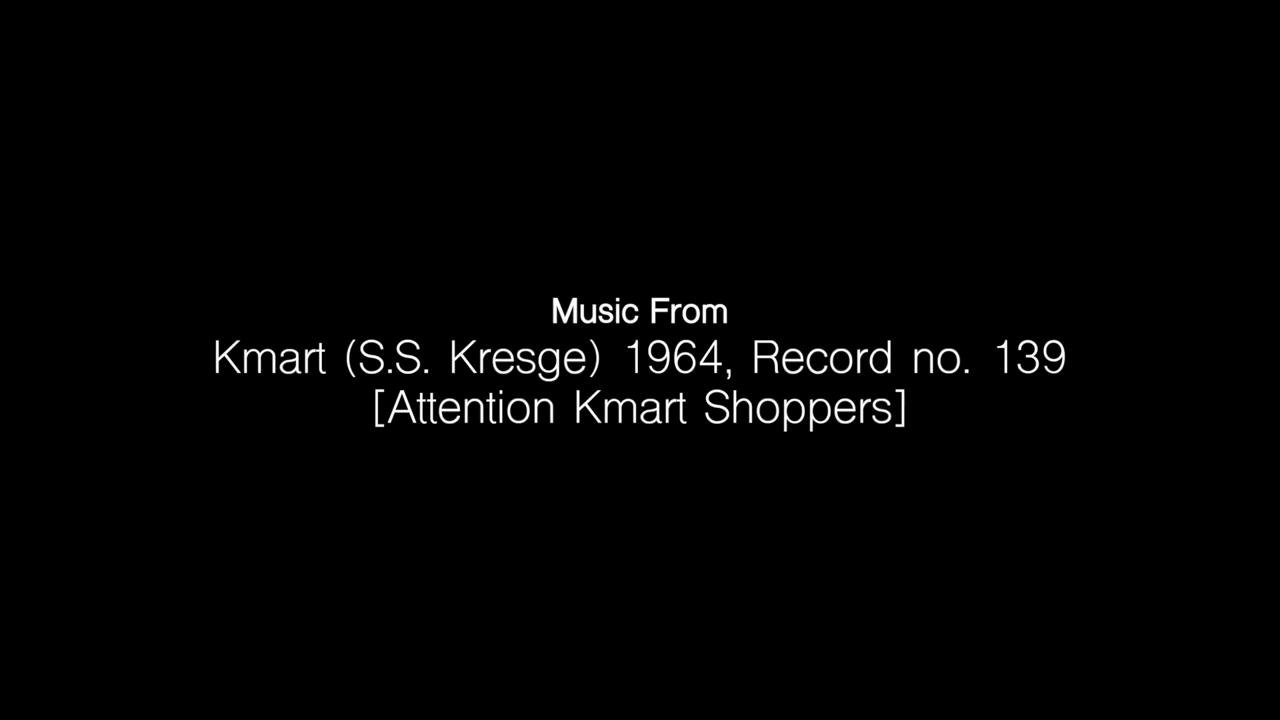 Music From
Kmart (S.S. Kresge) 1964, Record no. 139
[Attention Kmart Shoppers]